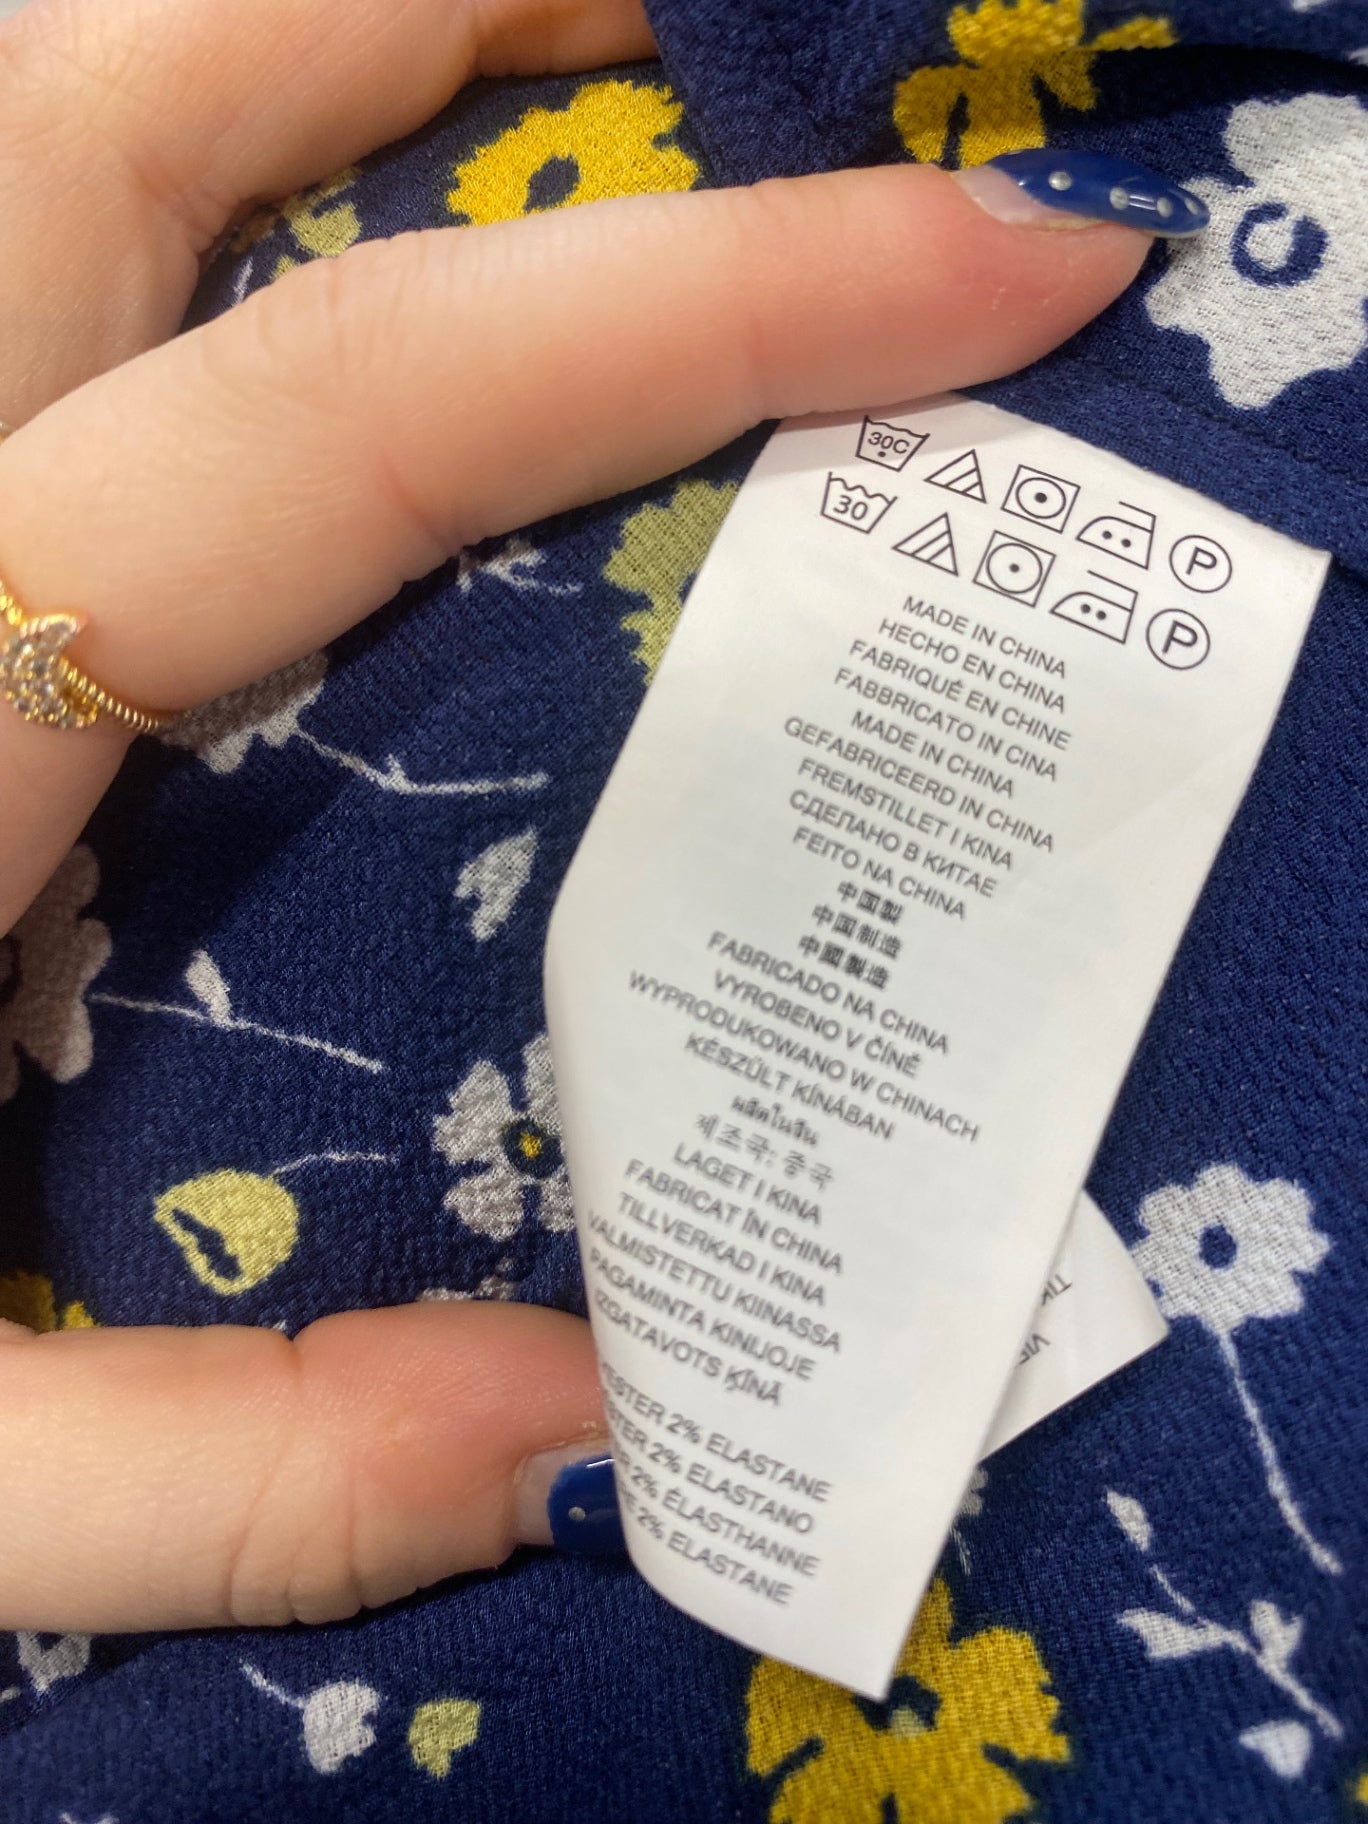 30C P
30 P
MADE IN CHINA
HECHO EN CHINA
FABRIQUÉ EN CHINE
FABBRICATO IN CINA
MADE IN CHINA
GEFABRICEERD IN CHINA
FREMSTILLET I KINA
СДЕЛАНО В КИТАЕ
FEITO NA CHINA
中国製
中国制造
中國製造
FABRICADO NA CHINA
VYROBENO V ČÍNĚ
WYPRODUKOWANO W CHINACH
KÉSZÜLT KÍNÁBAN
ผลิตในจีน
제조국: 중국
LAGET I KINA
FABRICAT ÎN CHINA
TILLVERKAD I KINA
VALMISTETTU KIINASSA
PAGAMINTA KINIJOJE
IZGATAVOTS ĶĪNĀ
2% ELASTANE
2% ELASTANO
2% ÉLASTHANNE
2% ELASTANE